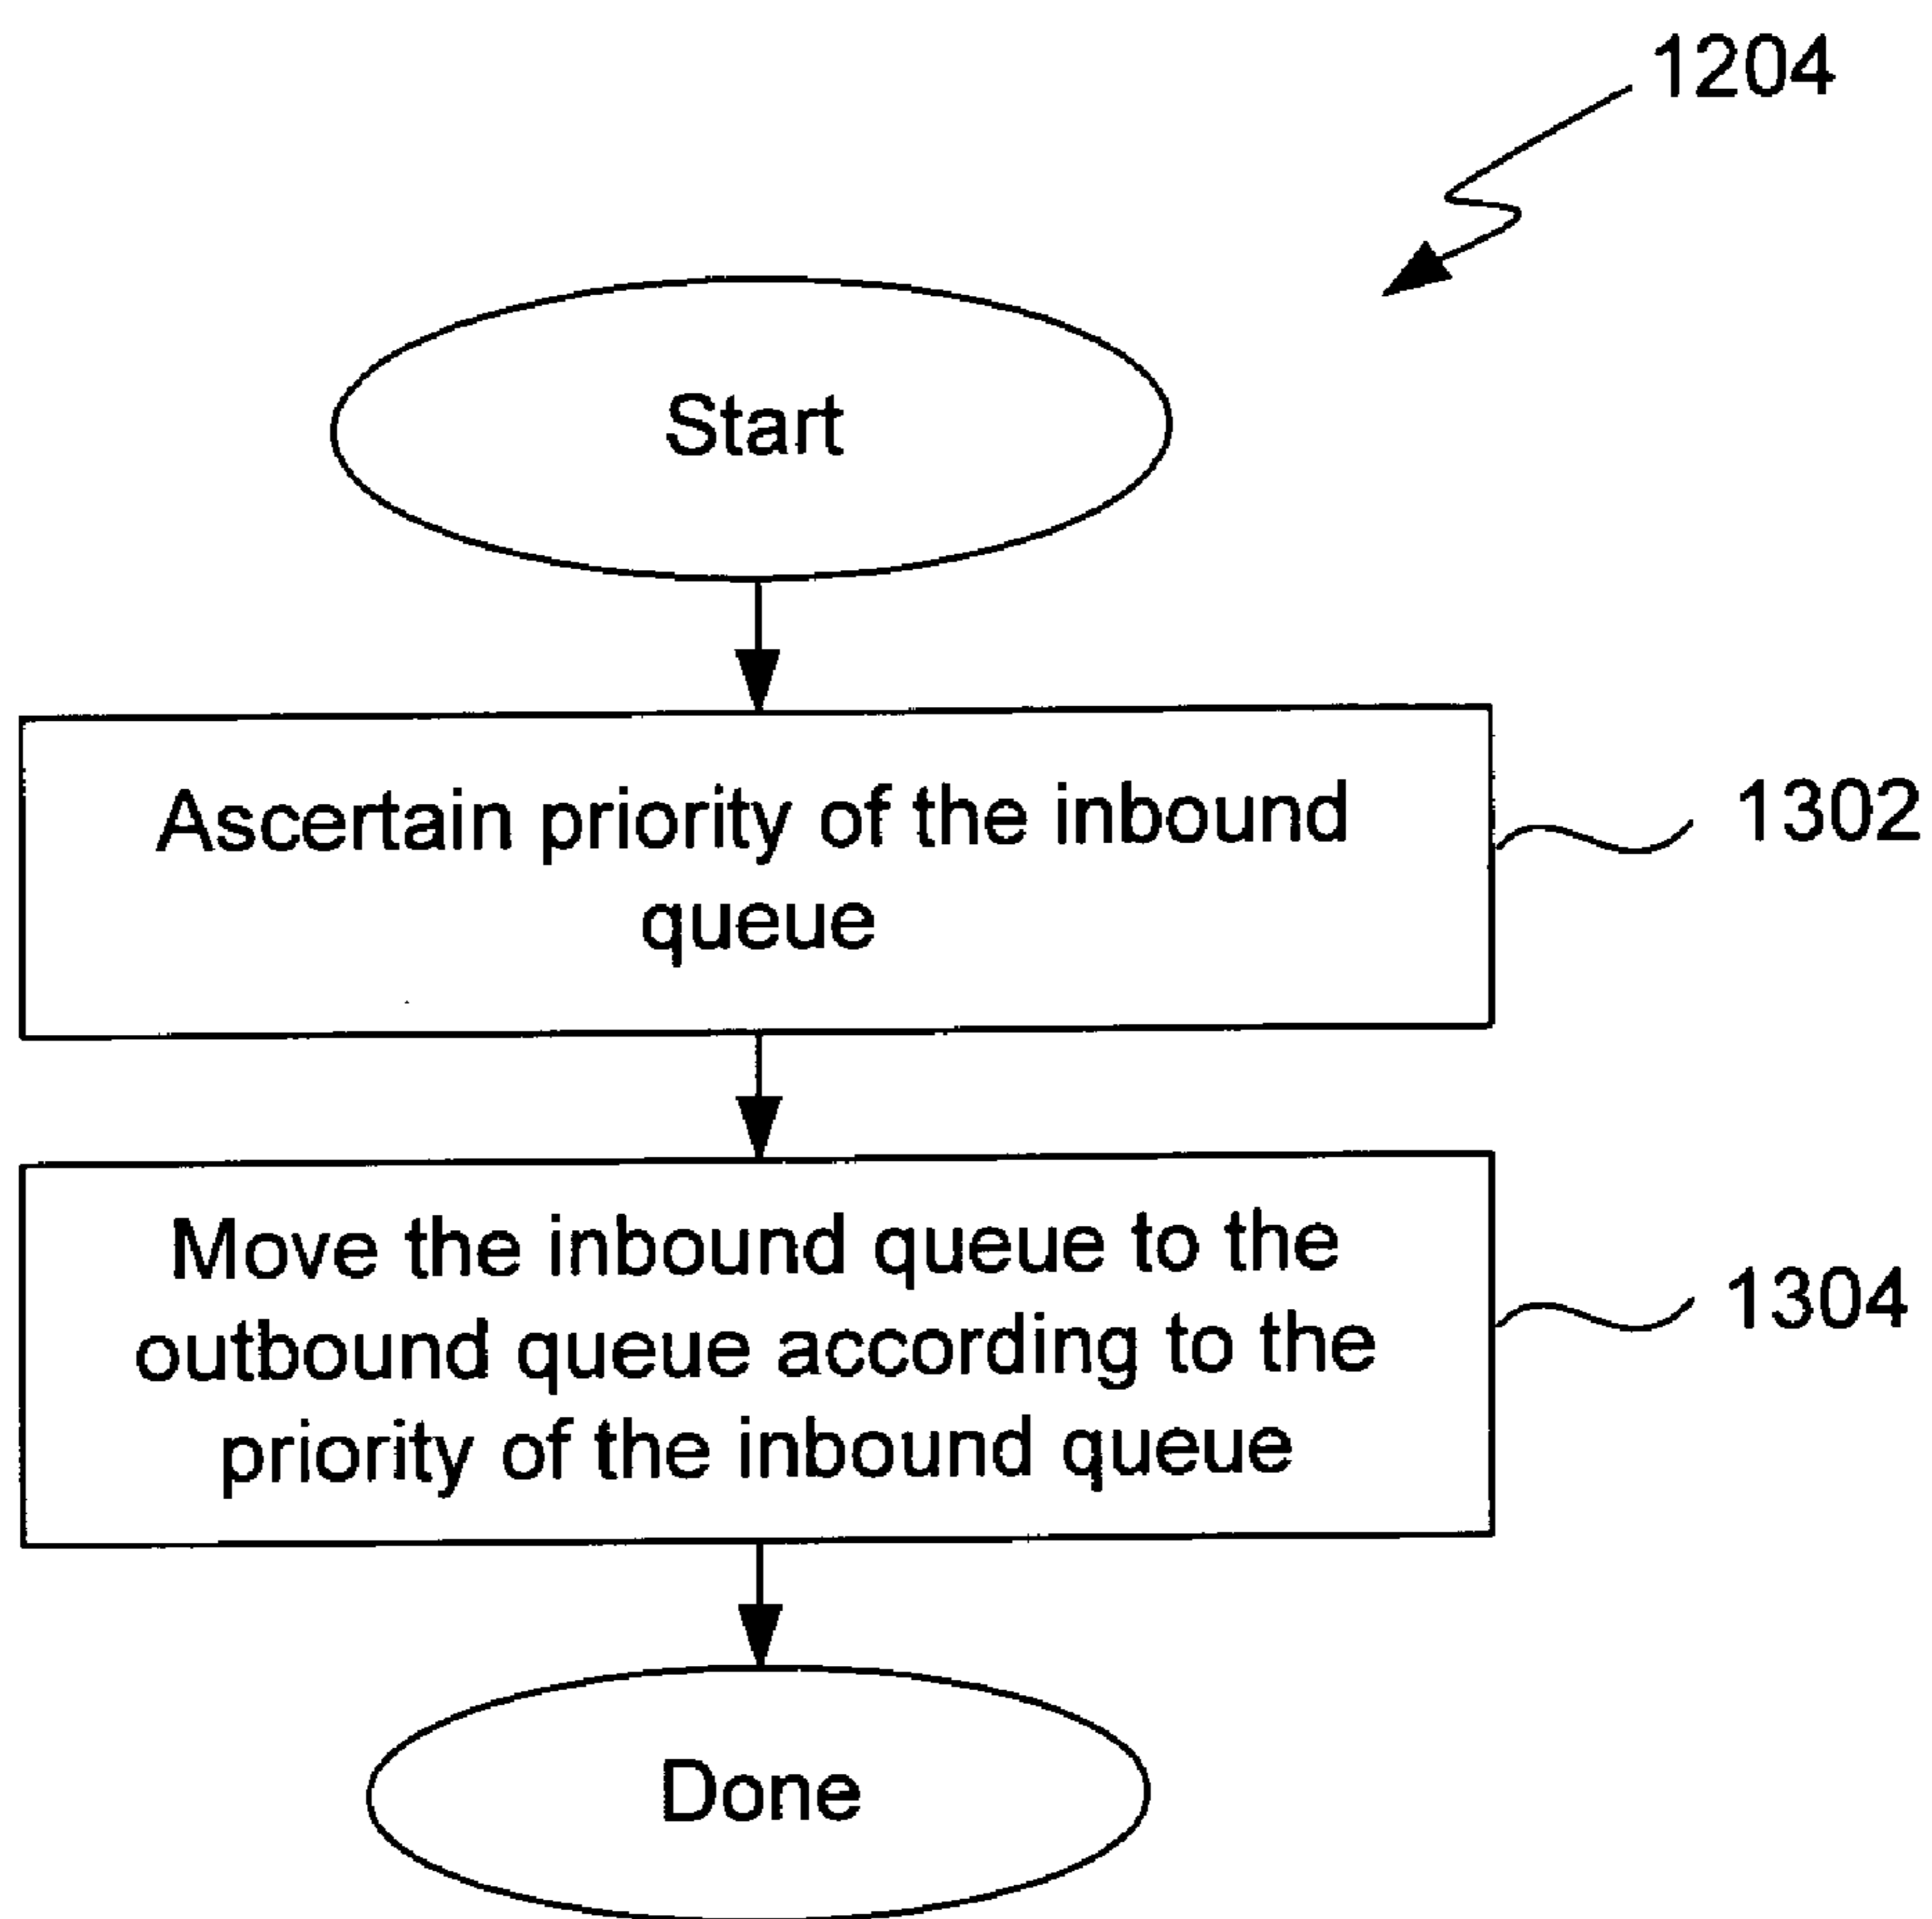 1204
Start
Ascertain priority of the inbound
queue
1302
Move the inbound queue to the
outbound queue according to the
priority of the inbound queue
1304
Done